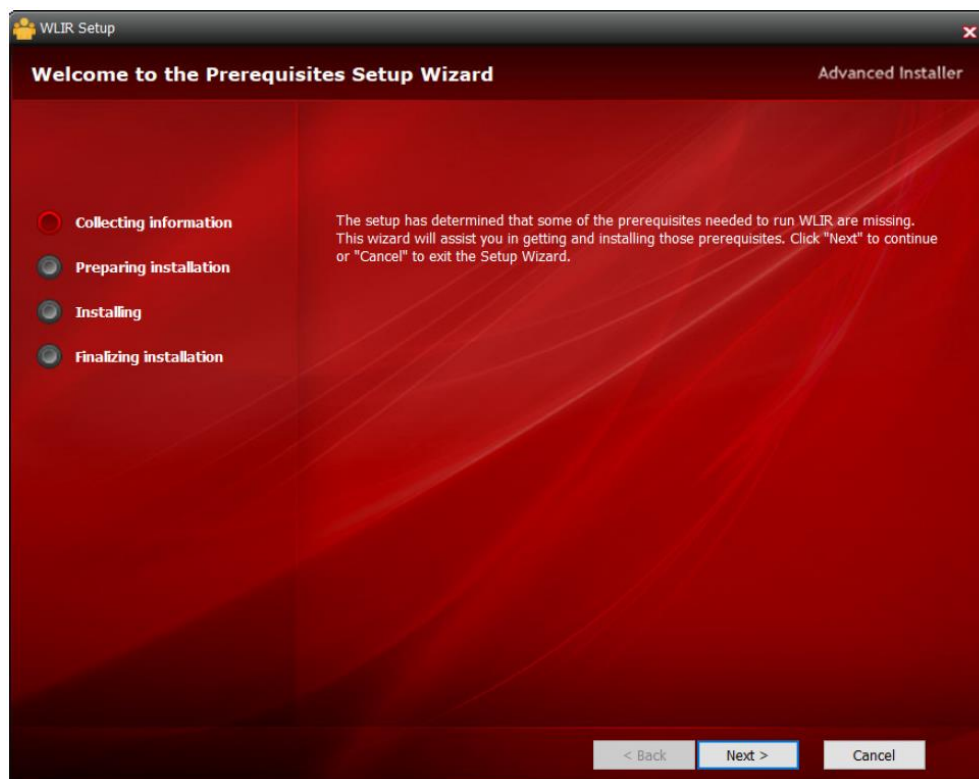 WLIR Setup
Welcome to the Prerequisites Setup Wizard
Advanced Installer
Collecting information
Preparing installation
Installing
Finalizing installation
The setup has determined that some of the prerequisites needed to run WLIR are missing.
This wizard will assist you in getting and installing those prerequisites. Click "Next" to continue
or "Cancel" to exit the Setup Wizard.
< Back
Next >
Cancel